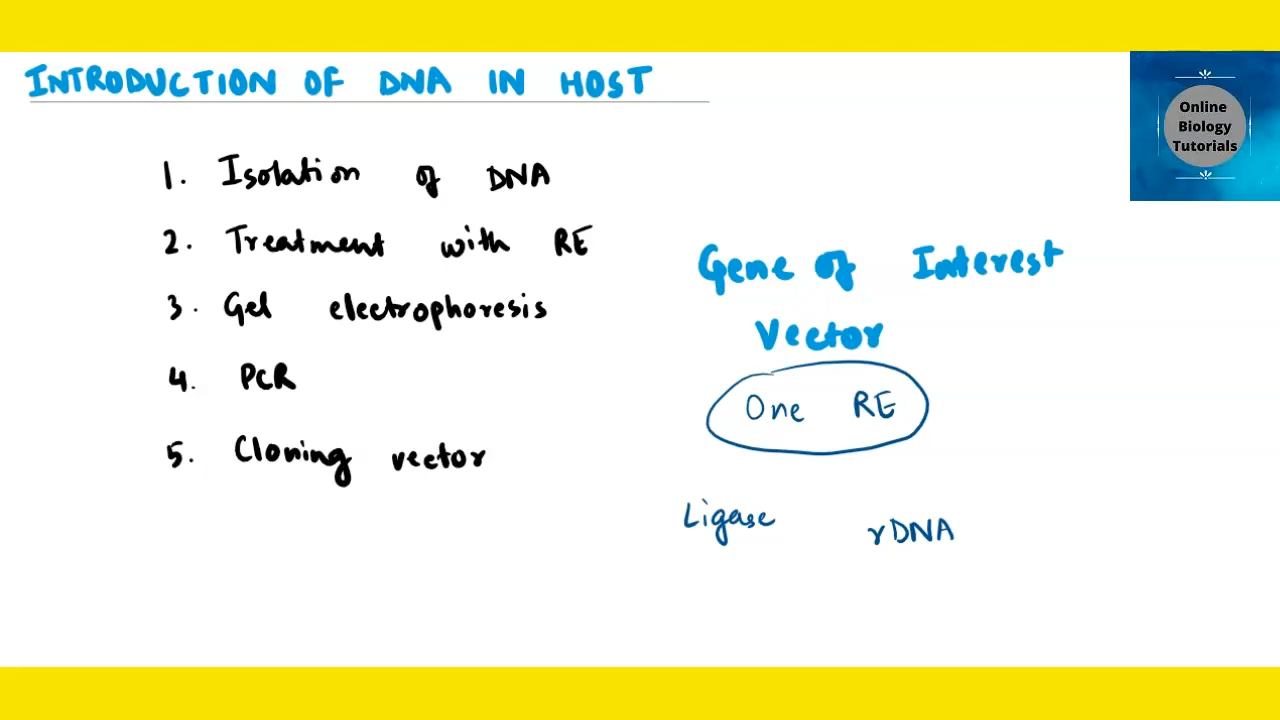 INTRODUCTION OF DNA IN HOST
Online
Biology
Tutorials
1. Isolation of DNA
2. Treatment with RE
3. Gel electrophoresis
4. PCR
5. Cloning vector
Gene of Interest
Vector
One RE
Ligase rDNA